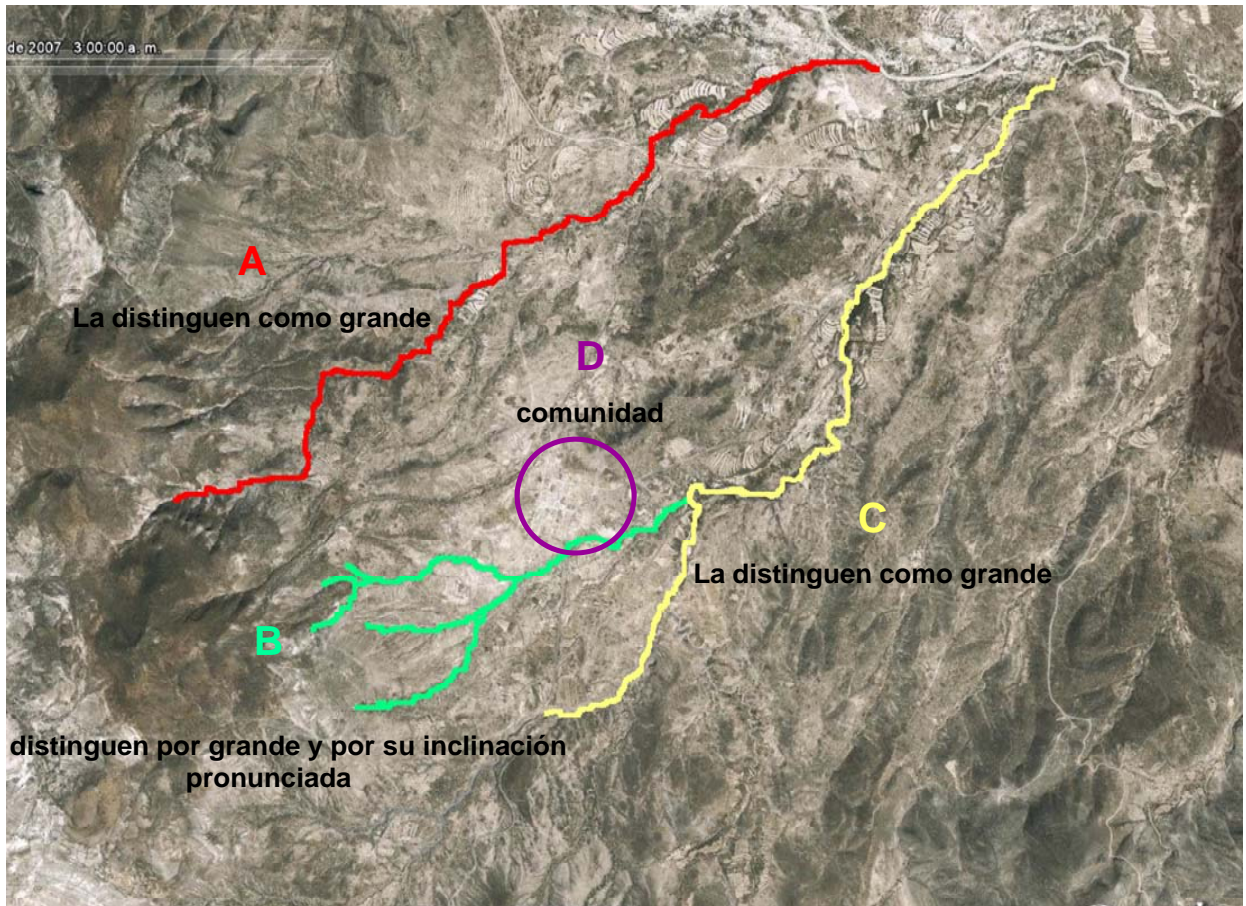 de 2007 3:00:00 a. m.
A
La distinguen como grande
D
comunidad
C
La distinguen como grande
B
distinguen por grande y por su inclinación
pronunciada